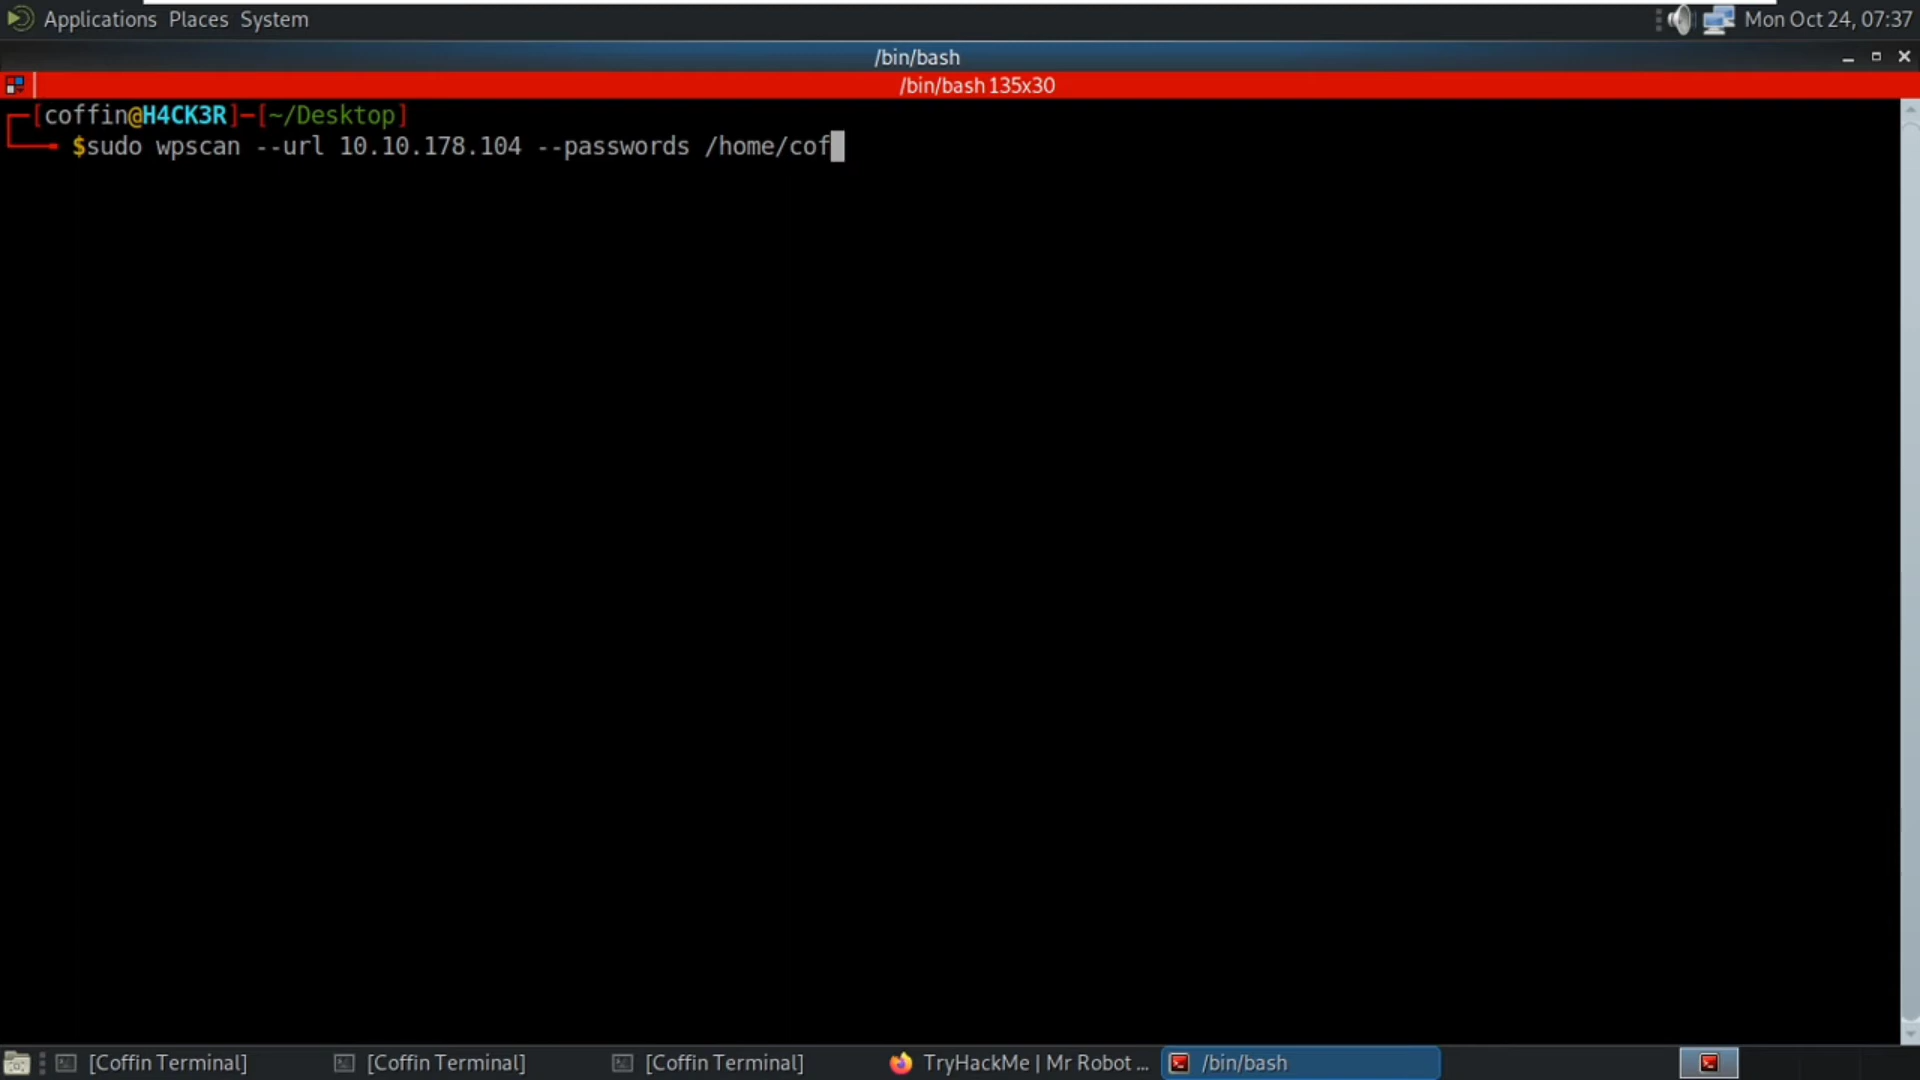 Applications Places System Mon Oct 24, 07:37
/bin/bash
/bin/bash 135x30
[coffin@H4CK3R]─[~/Desktop]
$sudo wpscan --url 10.10.178.104 --passwords /home/cof
[Coffin Terminal] [Coffin Terminal] [Coffin Terminal] TryHackMe | Mr Robot ... /bin/bash